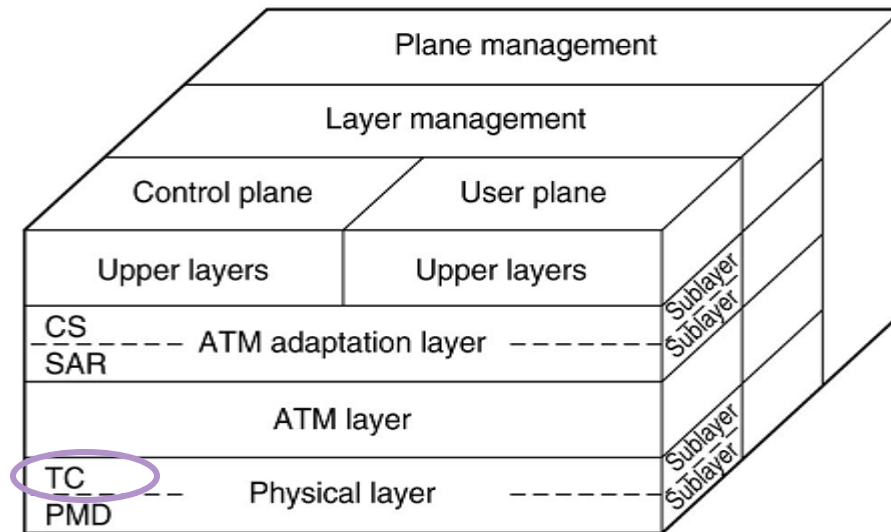 Plane management
Layer management
Control plane
User plane
Upper layers
Upper layers
Sublayer
Sublayer
CS
ATM adaptation layer
SAR
ATM layer
Sublayer
Sublayer
TC
Physical layer
PMD